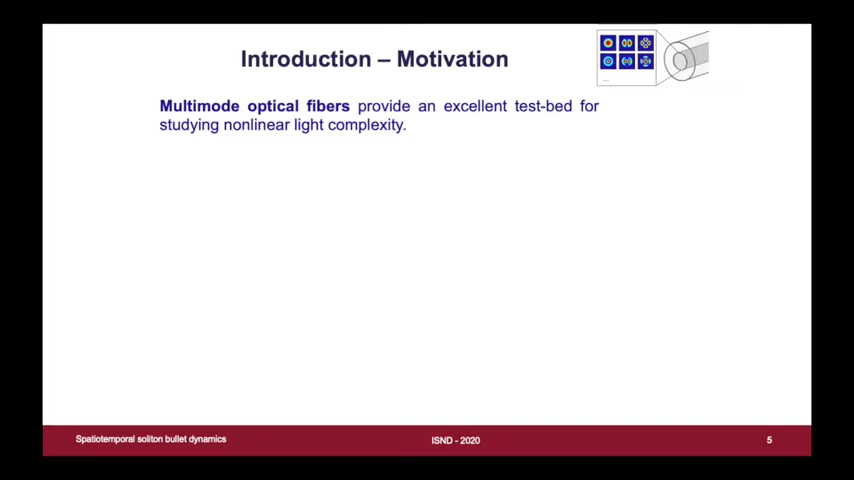 Introduction – Motivation
...
Multimode optical fibers provide an excellent test-bed for
studying nonlinear light complexity.
Spatiotemporal soliton bullet dynamics
ISND - 2020
5